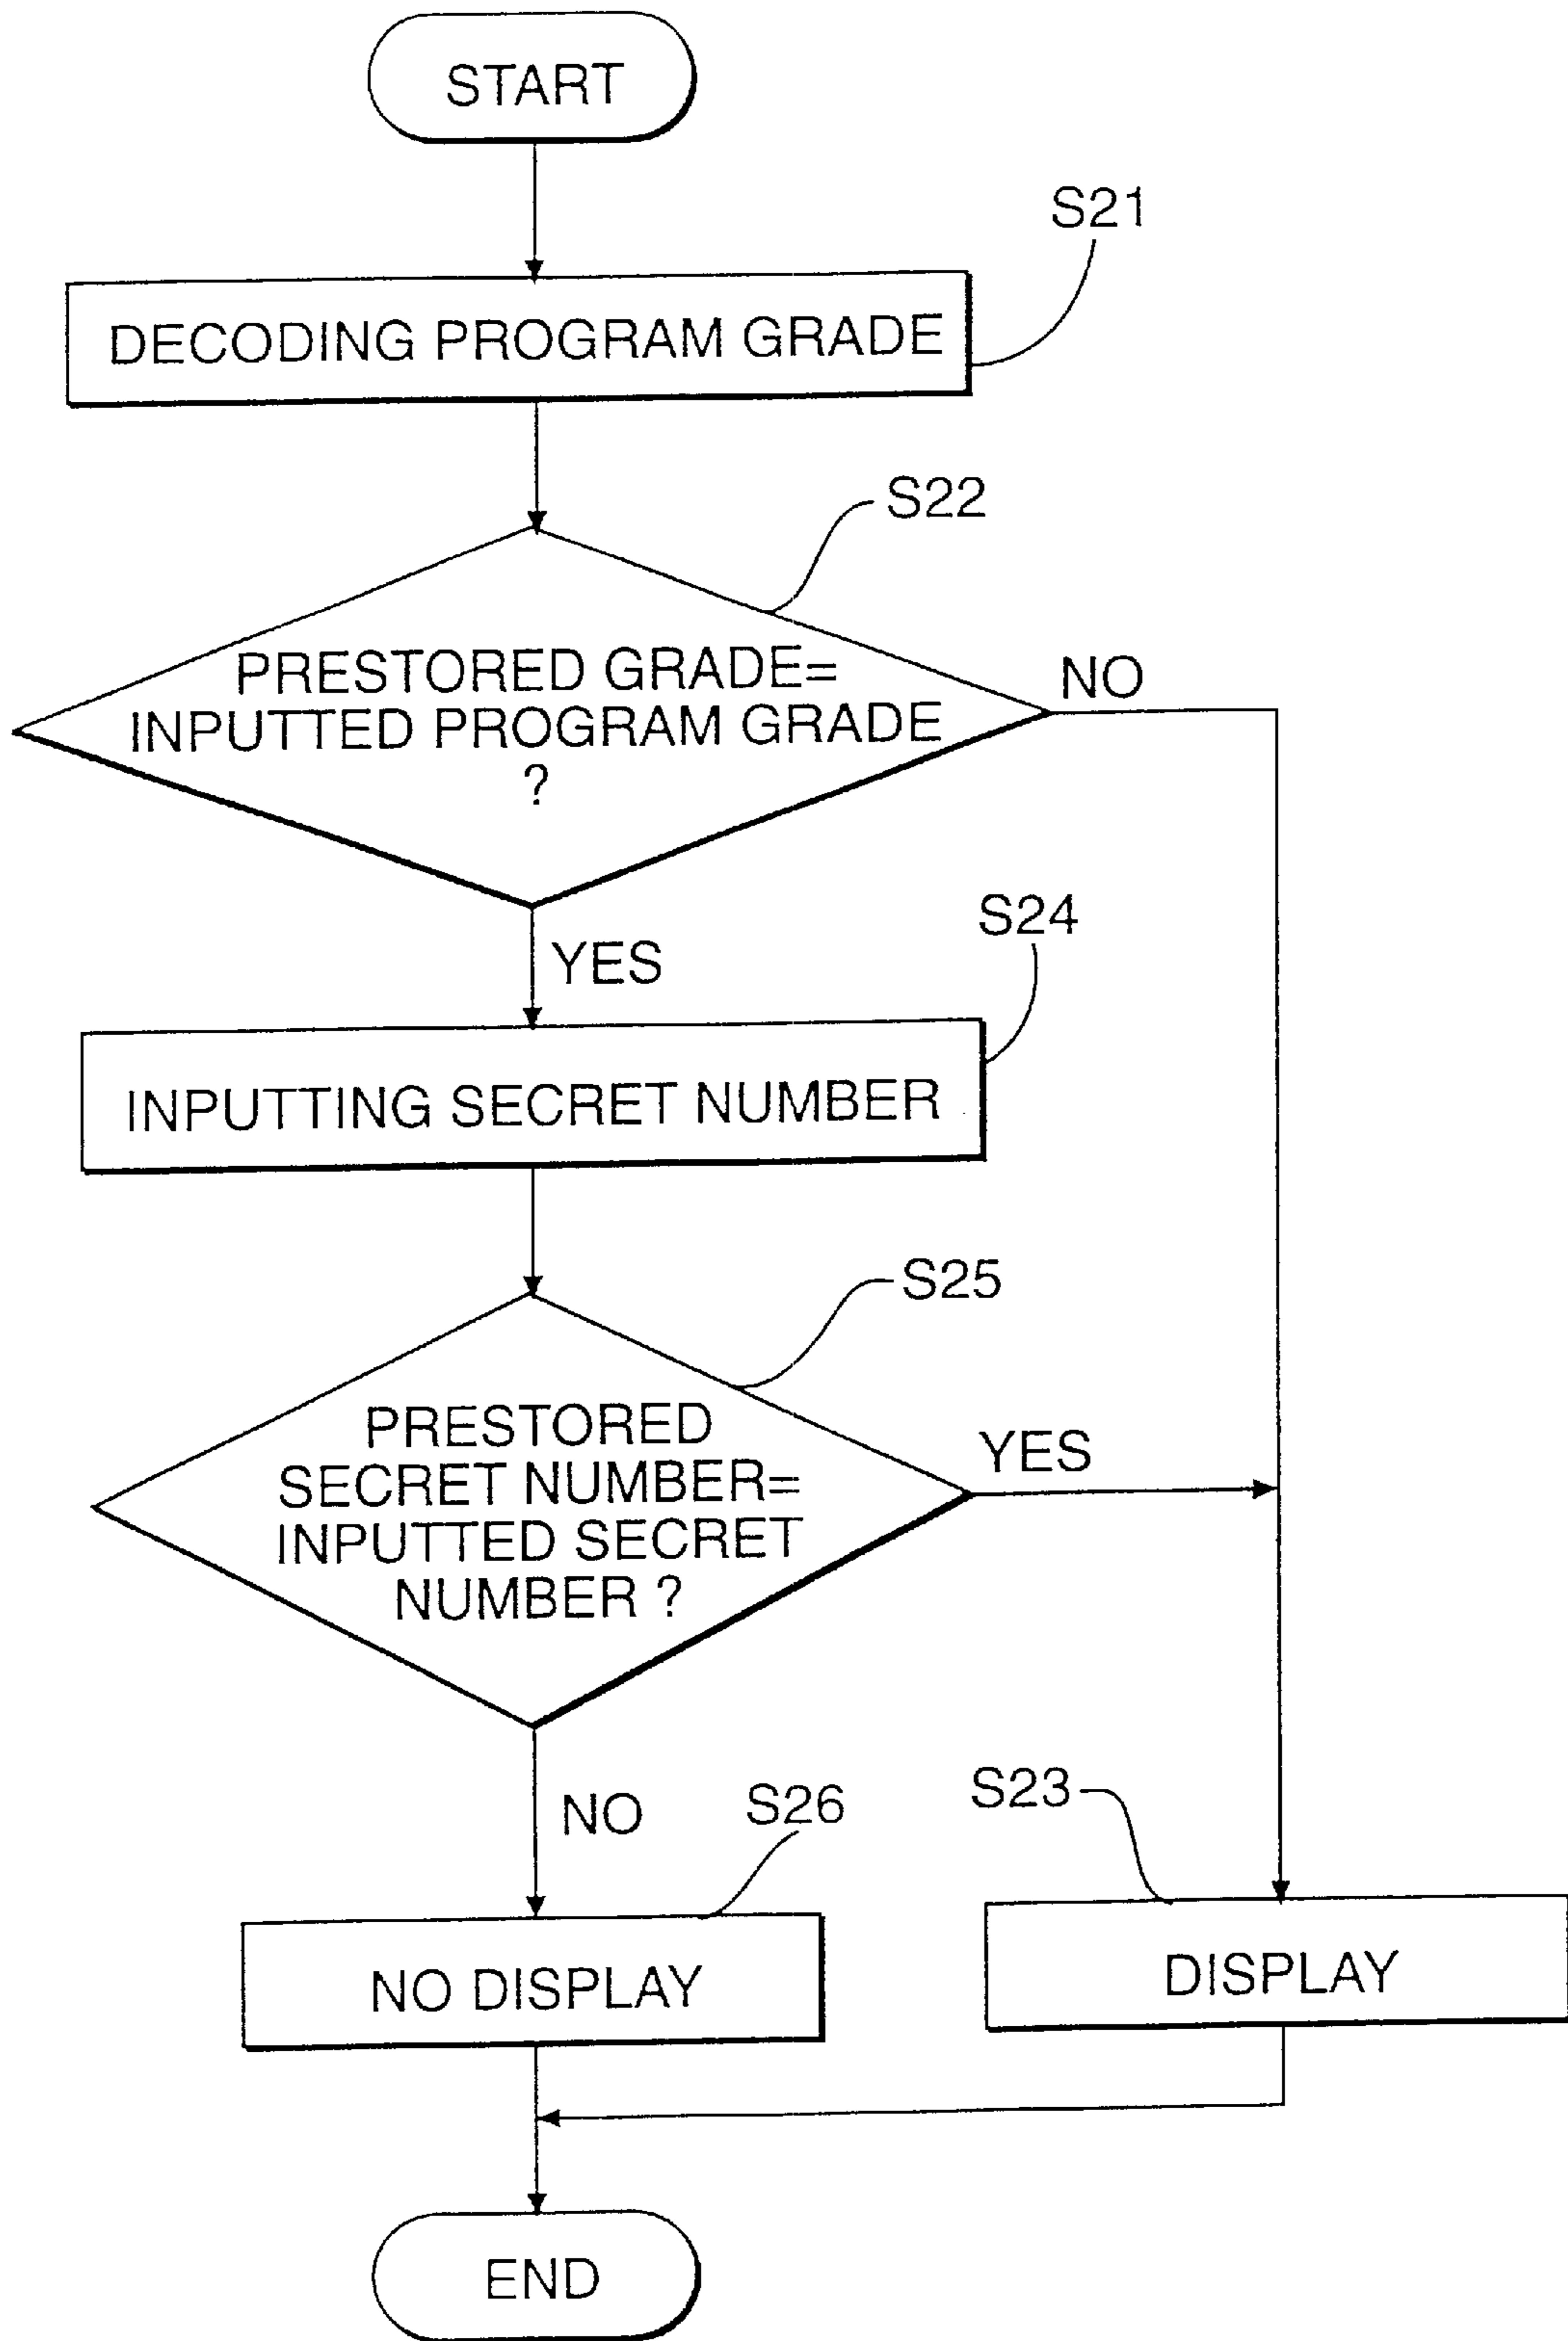 START
S21
DECODING PROGRAM GRADE
S22
PRESTORED GRADE=
INPUTTED PROGRAM GRADE
?
NO
YES
S24
INPUTTING SECRET NUMBER
S25
PRESTORED
SECRET NUMBER=
INPUTTED SECRET
NUMBER ?
YES
NO
S26
S23
NO DISPLAY
DISPLAY
END